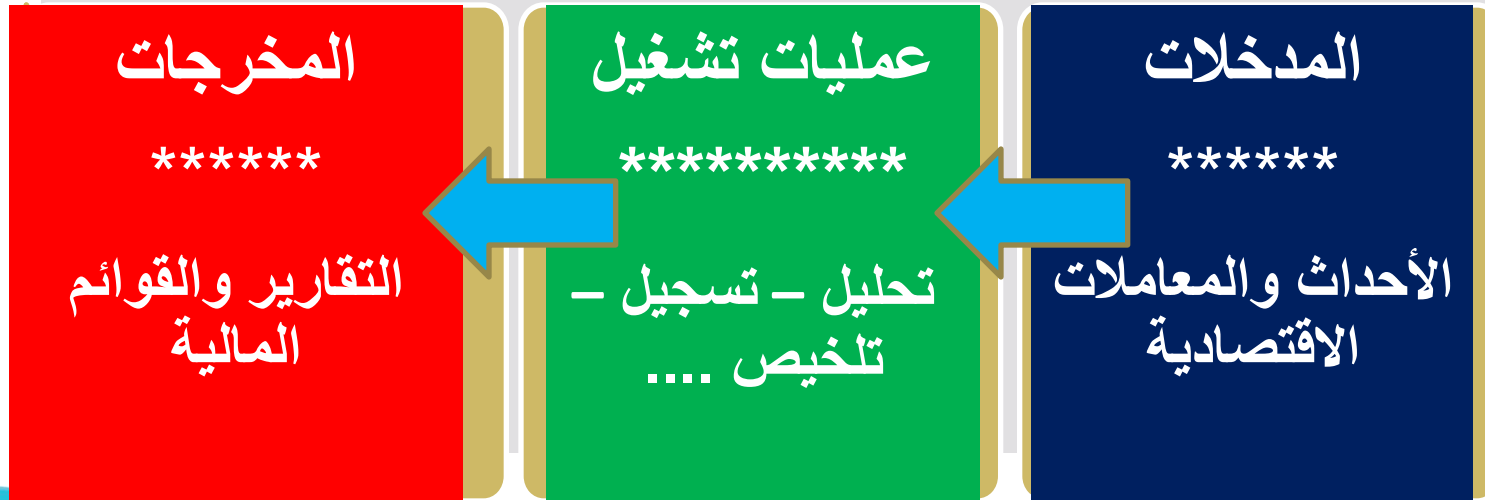 المدخلات
******
الأحداث والمعاملات
الاقتصادية
عمليات تشغيل
**********
تحليل – تسجيل –
تلخيص ....
المخرجات
******
التقارير والقوائم
المالية